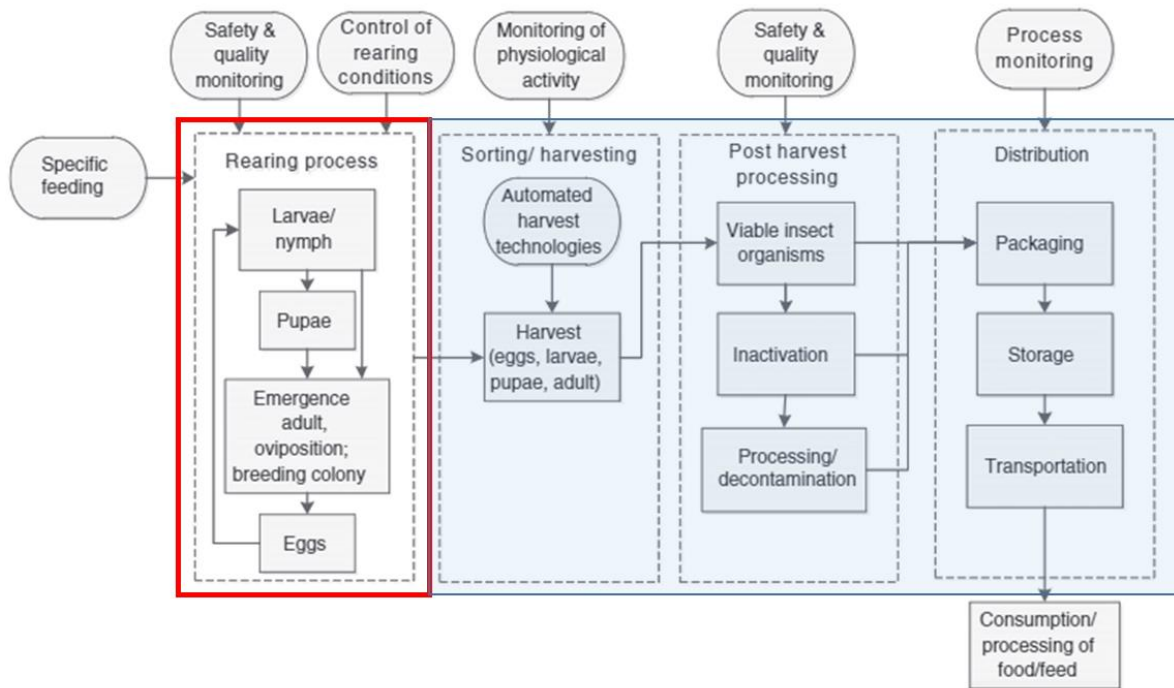 Safety &
quality
monitoring
Control of
rearing
conditions
Monitoring of
physiological
activity
Safety &
quality
monitoring
Process
monitoring
Specific
feeding
Rearing process
Larvae/
nymph
Pupae
Emergence
adult,
oviposition;
breeding colony
Eggs
Sorting/ harvesting
Automated
harvest
technologies
Harvest
(eggs, larvae,
pupae, adult)
Post harvest
processing
Viable insect
organisms
Inactivation
Processing/
decontamination
Distribution
Packaging
Storage
Transportation
Consumption/
processing of
food/feed